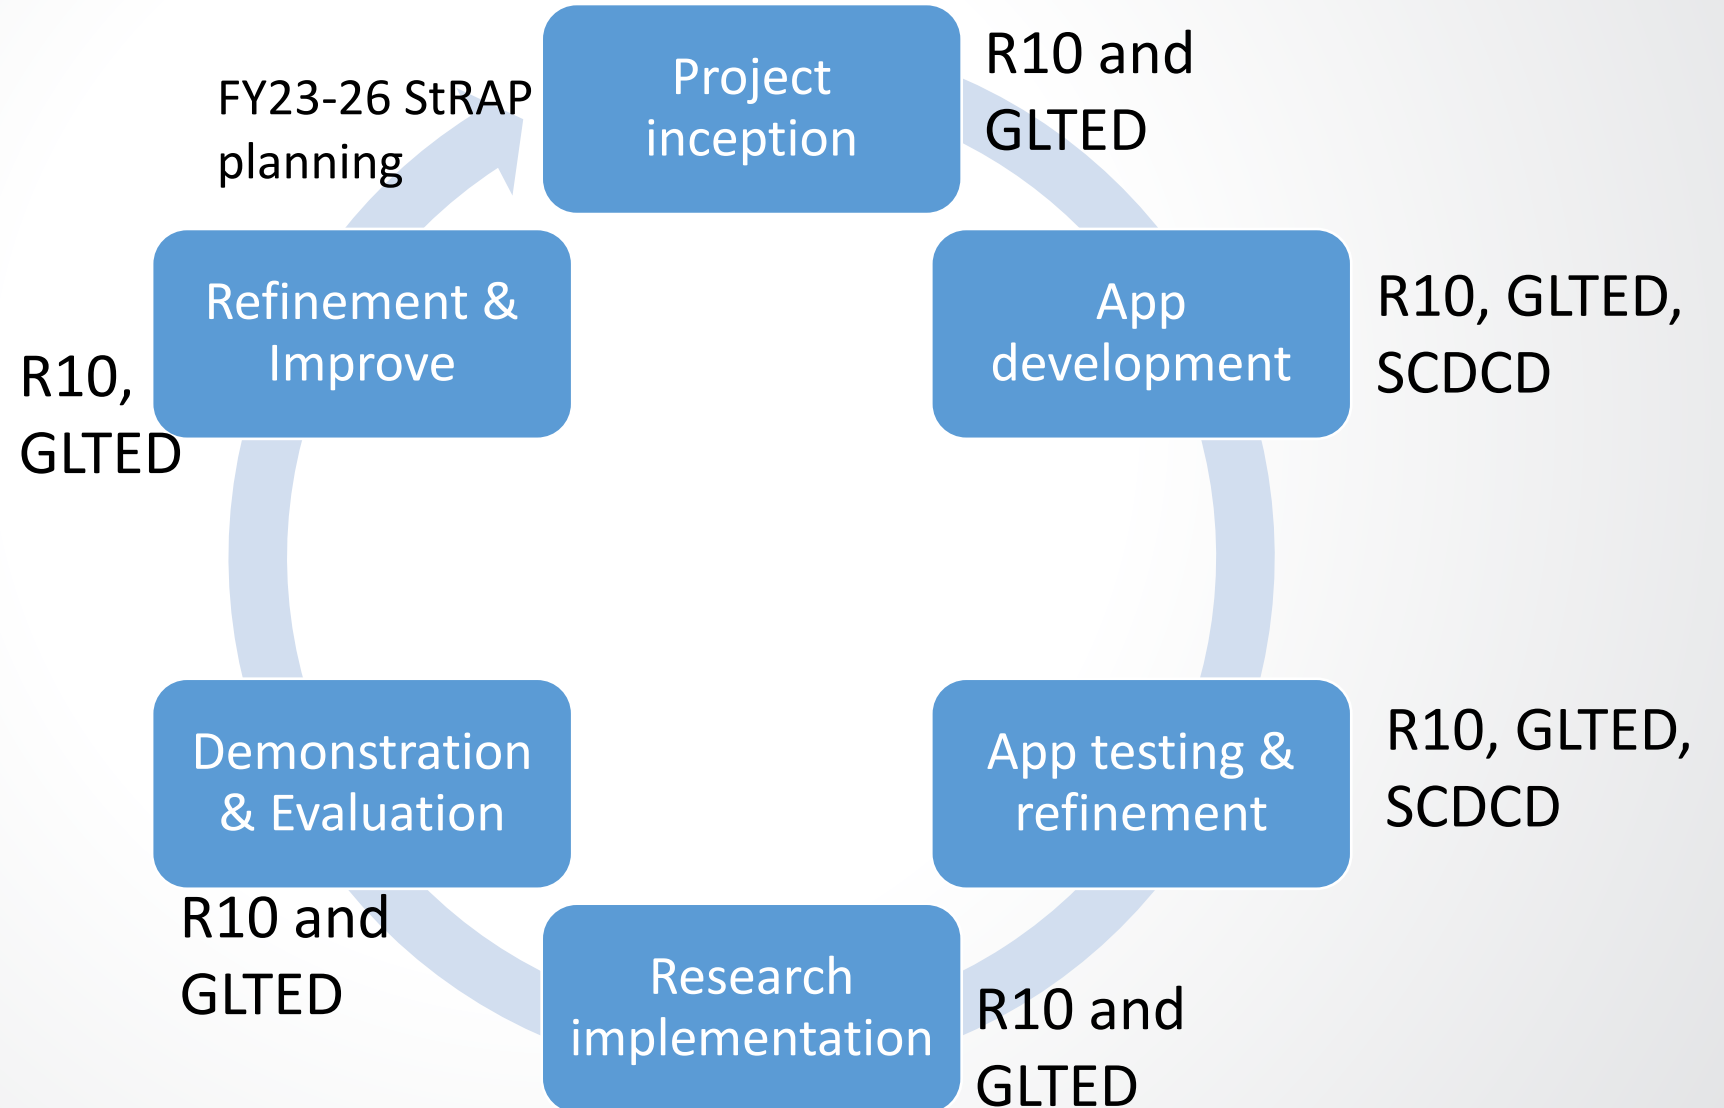 Project
inception
R10 and
GLTED
App
development
R10, GLTED,
SCDCD
App testing &
refinement
R10, GLTED,
SCDCD
Research
implementation
R10 and
GLTED
Demonstration
& Evaluation
R10 and
GLTED
Refinement &
Improve
R10,
GLTED
FY23-26 StRAP
planning